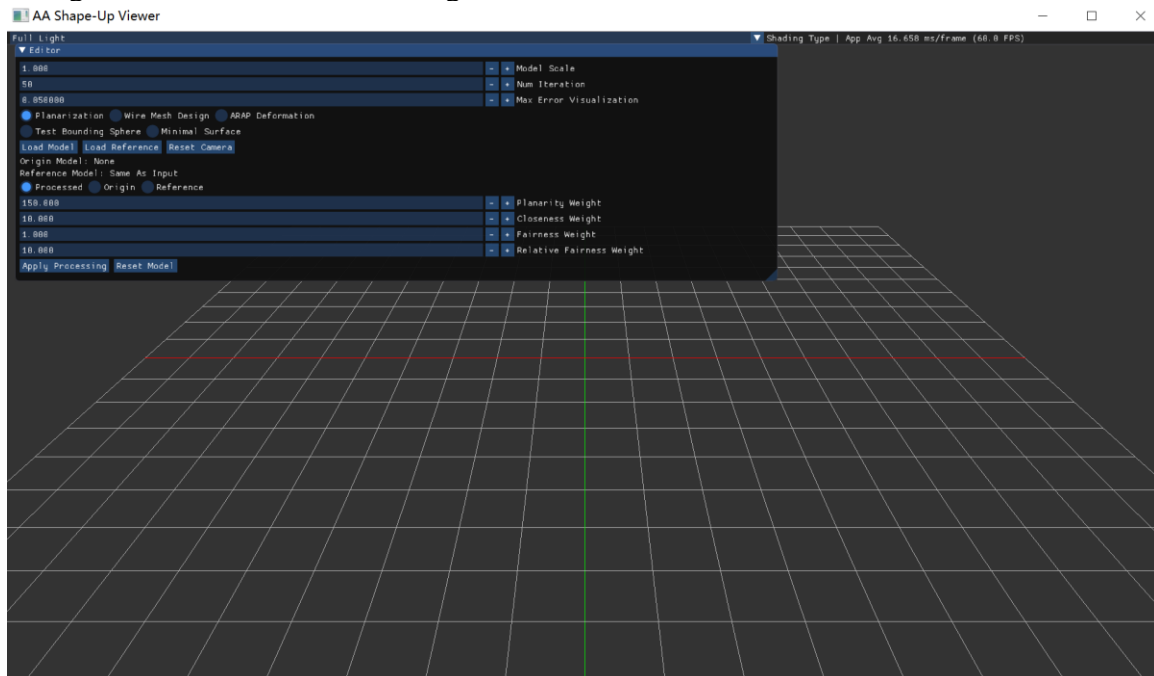 AA Shape-Up Viewer
Full Light Shading Type | App Avg 16.658 ms/frame (60.0 FPS)
Editor
1.000 - + Model Scale
50 - + Num Iteration
0.050000 - + Max Error Visualization
Planarization Wire Mesh Design ARAP Deformation
Test Bounding Sphere Minimal Surface
Load Model Load Reference Reset Camera
Origin Model: None
Reference Model: Same As Input
Processed Origin Reference
150.000 - + Planarity Weight
10.000 - + Closeness Weight
1.000 - + Fairness Weight
10.000 - + Relative Fairness Weight
Apply Processing Reset Model